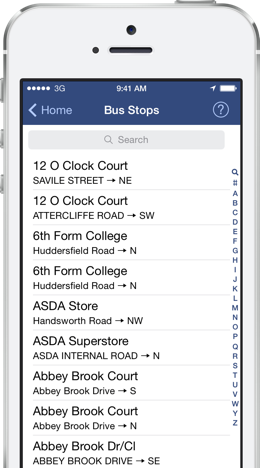 3G 9:41 AM
Home Bus Stops ?
Search
12 O Clock Court
SAVILE STREET → NE
12 O Clock Court
ATTERCLIFFE ROAD → SW
6th Form College
Huddersfield Road → N
6th Form College
Huddersfield Road → N
ASDA Store
Handsworth Road → NW
ASDA Superstore
ASDA INTERNAL ROAD → N
Abbey Brook Court
Abbey Brook Drive → S
Abbey Brook Court
Abbey Brook Drive → N
Abbey Brook Dr/Cl
ABBEY BROOK DRIVE → SE
#
A
B
C
D
E
F
G
H
I
J
K
L
M
N
O
P
Q
R
S
T
U
V
W
Y
Z